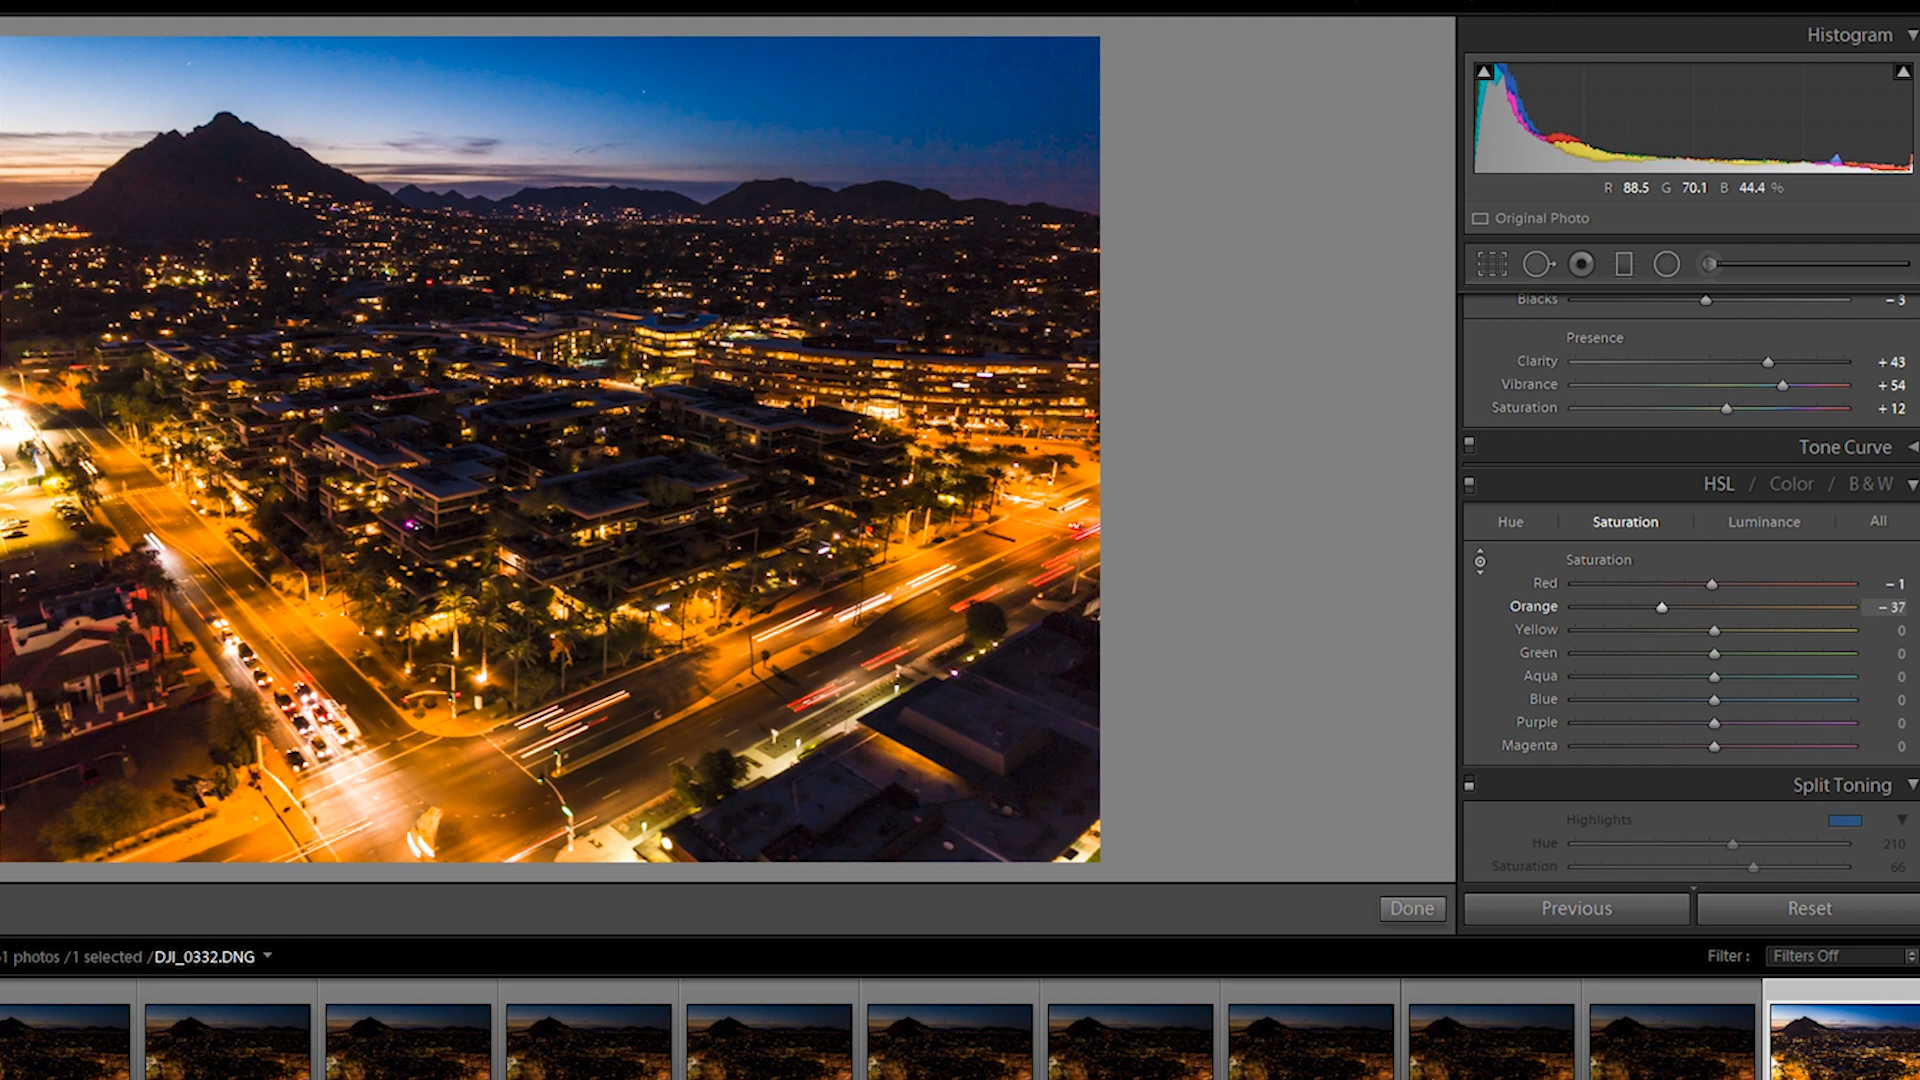 Histogram
R 88.5 G 70.1 B 44.4 %
Original Photo
Blacks – 3
Presence
Clarity + 43
Vibrance + 54
Saturation + 12
Tone Curve
HSL / Color / B & W
Hue Saturation Luminance All
Saturation
Red – 1
Orange – 37
Yellow 0
Green 0
Aqua 0
Blue 0
Purple 0
Magenta 0
Split Toning
Highlights
Hue 210
Saturation 66
Done
Previous Reset
1 photos / 1 selected / DJI_0332.DNG
Filter : Filters Off